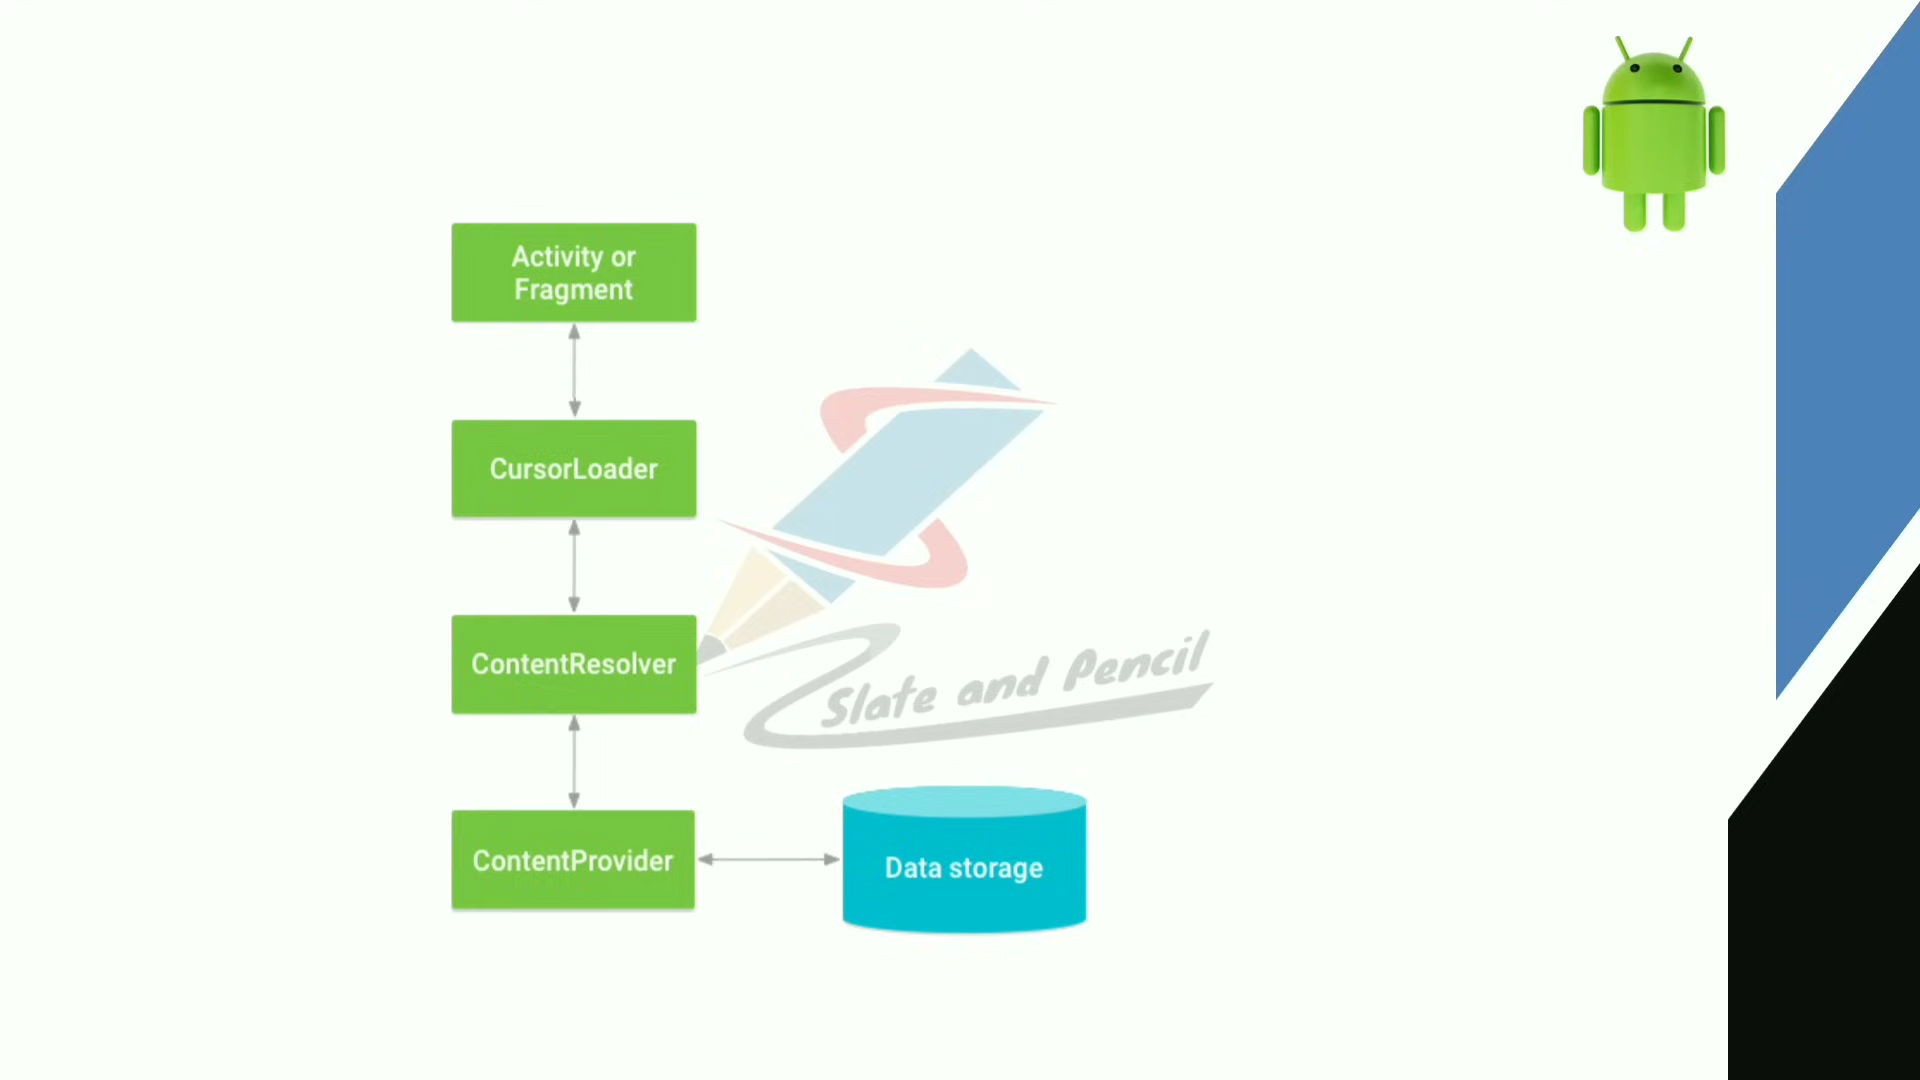 Activity or
Fragment
CursorLoader
ContentResolver
Slate and Pencil
ContentProvider
Data storage